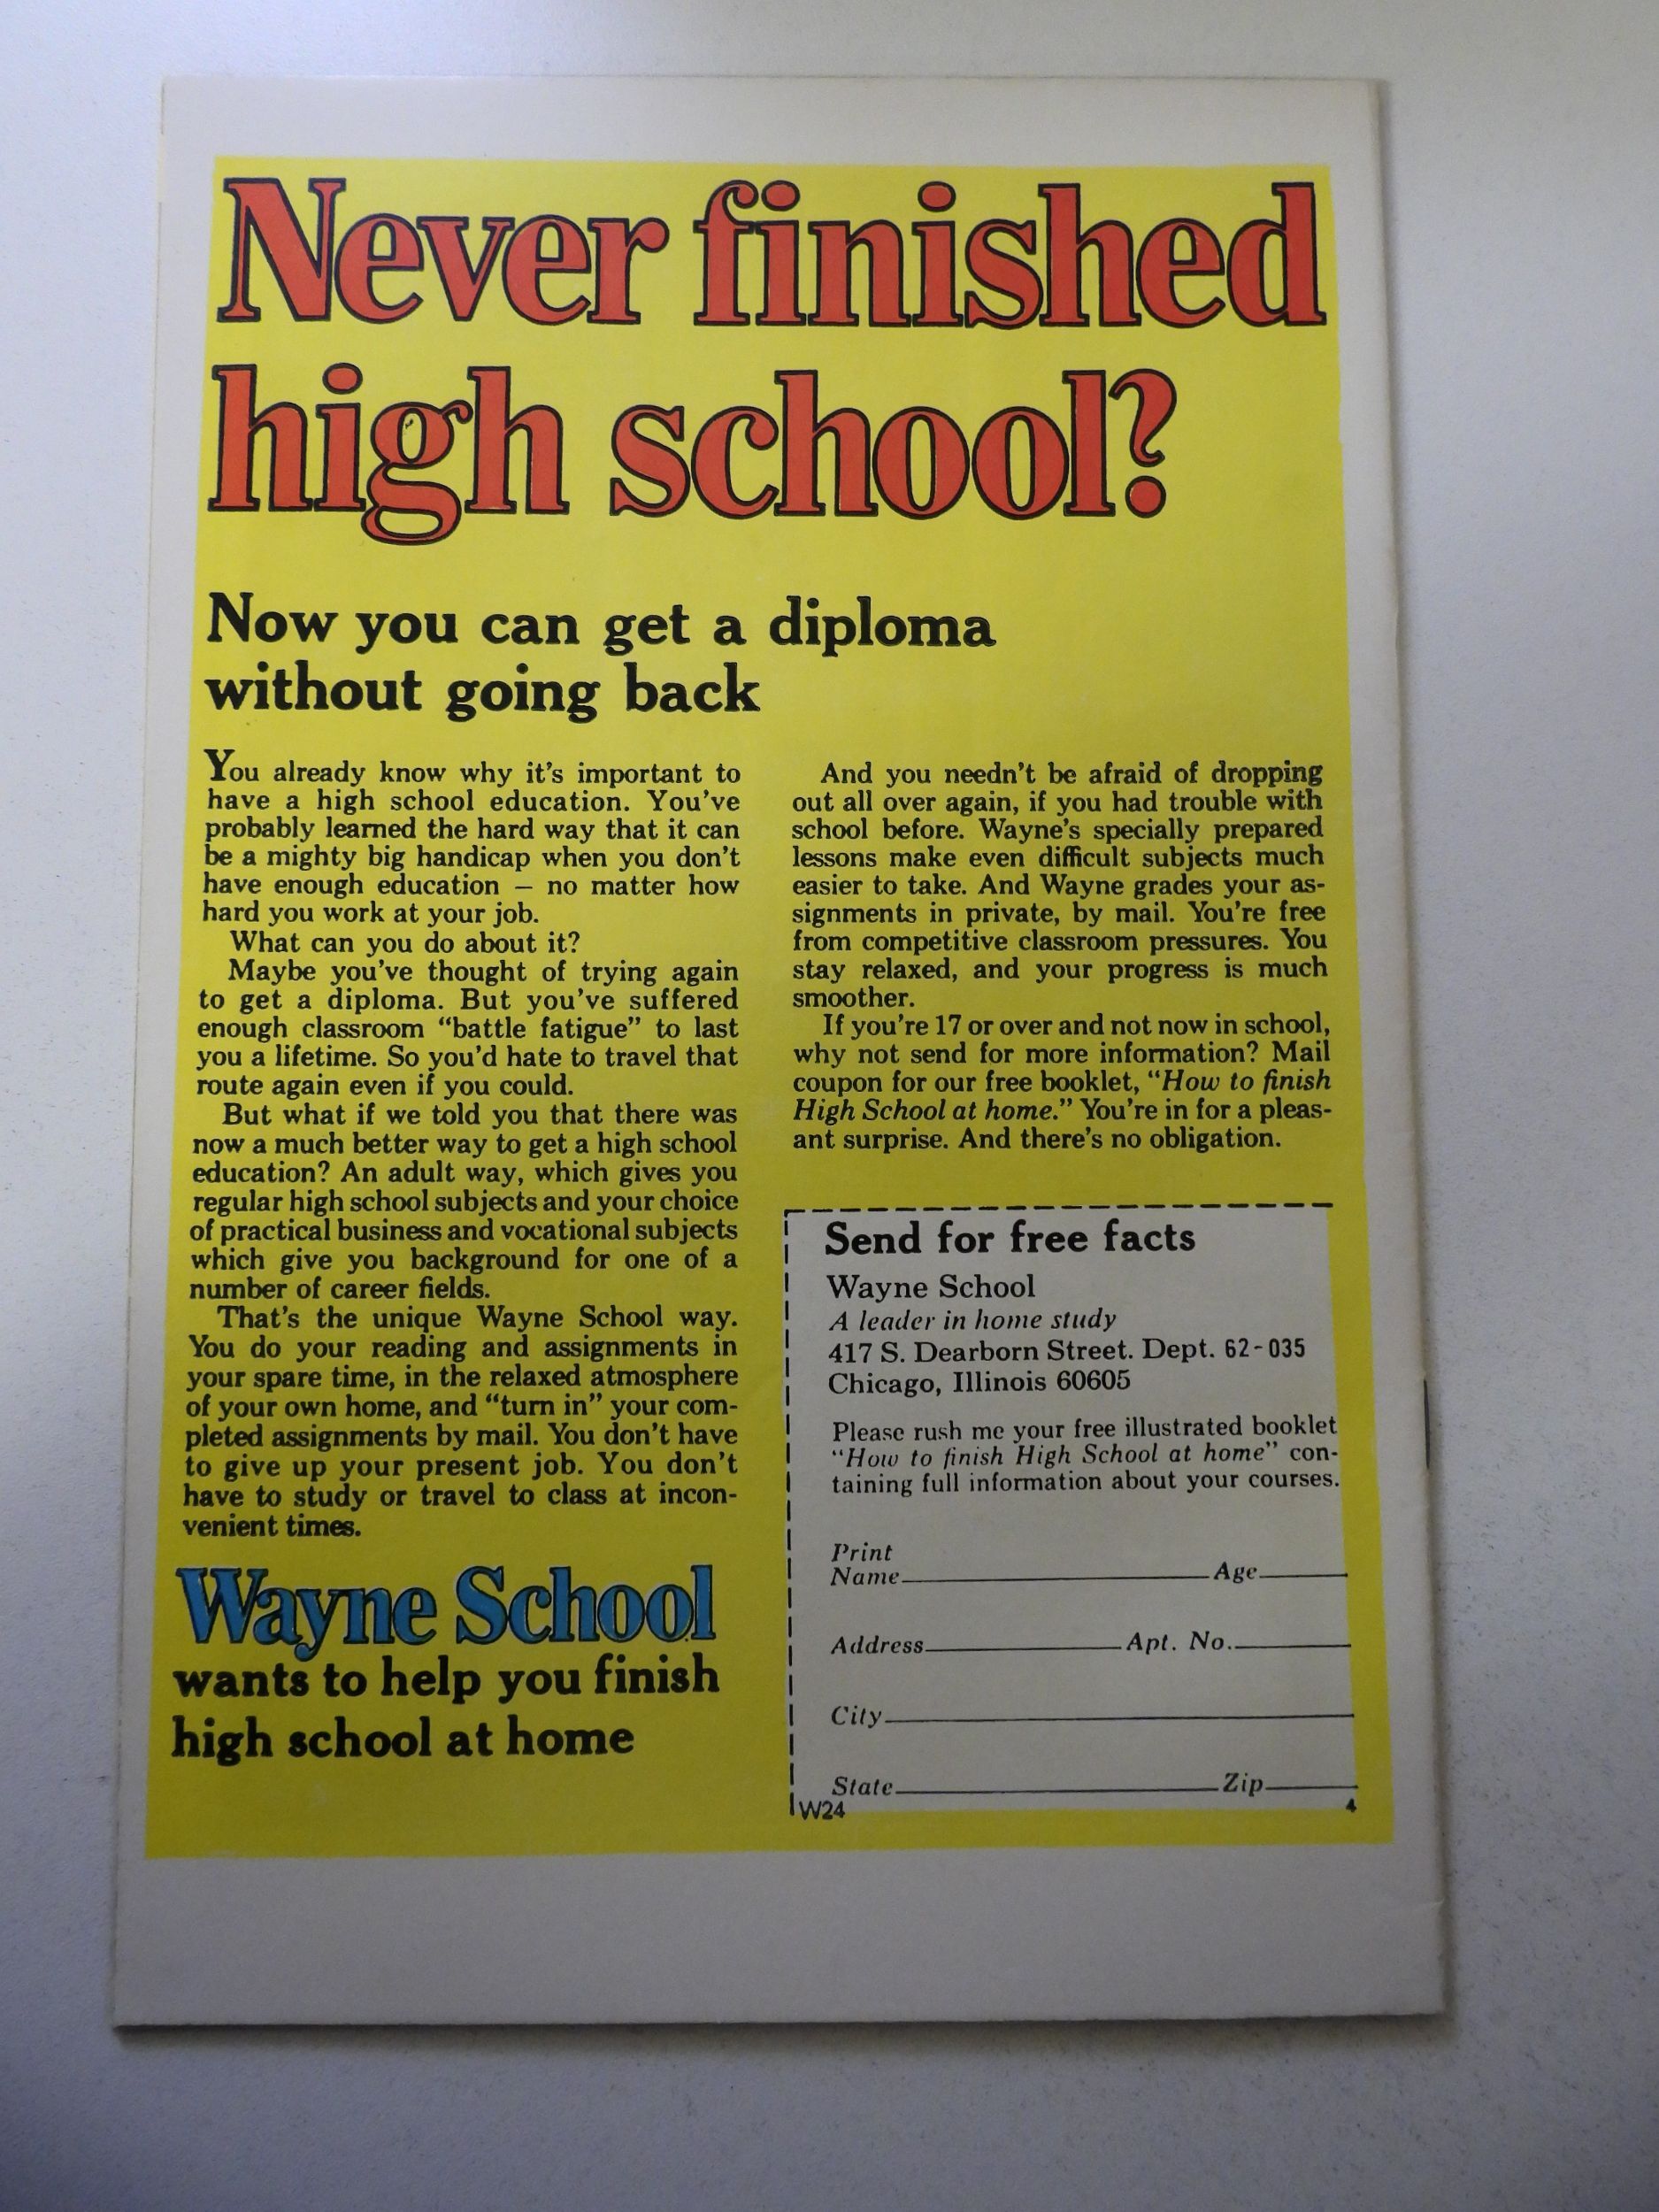 Never finished
high school?
Now you can get a diploma
without going back
You already know why it's important to
have a high school education. You've
probably learned the hard way that it can
be a mighty big handicap when you don't
have enough education – no matter how
hard you work at your job.
What can you do about it?
Maybe you've thought of trying again
to get a diploma. But you've suffered
enough classroom “battle fatigue” to last
you a lifetime. So you'd hate to travel that
route again even if you could.
But what if we told you that there was
now a much better way to get a high school
education? An adult way, which gives you
regular high school subjects and your choice
of practical business and vocational subjects
which give you background for one of a
number of career fields.
That's the unique Wayne School way.
You do your reading and assignments in
your spare time, in the relaxed atmosphere
of your own home, and “turn in” your com-
pleted assignments by mail. You don't have
to give up your present job. You don't
have to study or travel to class at incon-
venient times.
Wayne School
wants to help you finish
high school at home
And you needn't be afraid of dropping
out all over again, if you had trouble with
school before. Wayne's specially prepared
lessons make even difficult subjects much
easier to take. And Wayne grades your as-
signments in private, by mail. You're free
from competitive classroom pressures. You
stay relaxed, and your progress is much
smoother.
If you're 17 or over and not now in school,
why not send for more information? Mail
coupon for our free booklet, “How to finish
High School at home.” You're in for a pleas-
ant surprise. And there's no obligation.
Send for free facts
Wayne School
A leader in home study
417 S. Dearborn Street. Dept. 62-035
Chicago, Illinois 60605
Please rush me your free illustrated booklet
“How to finish High School at home” con-
taining full information about your courses.
Print
Name Age
Address Apt. No.
City
State Zip
W24 4